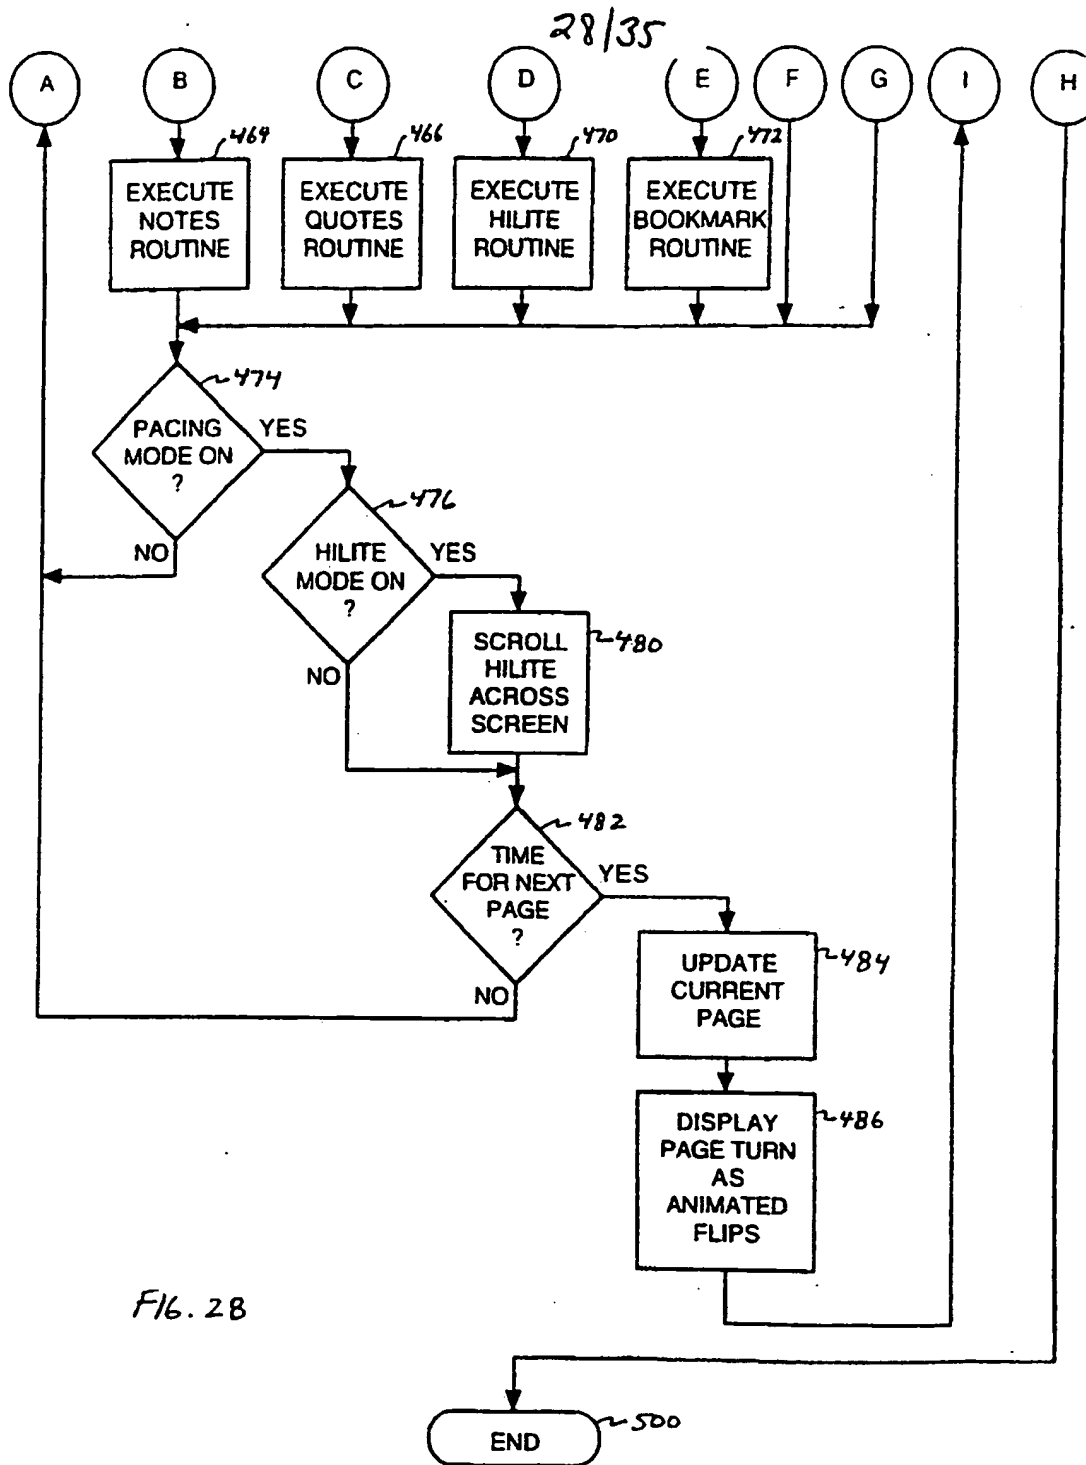 28/35
A
B
C
D
E
F
G
I
H
464
466
470
472
EXECUTE
NOTES
ROUTINE
EXECUTE
QUOTES
ROUTINE
EXECUTE
HILITE
ROUTINE
EXECUTE
BOOKMARK
ROUTINE
474
PACING
MODE ON
?
YES
NO
476
HILITE
MODE ON
?
YES
NO
480
SCROLL
HILITE
ACROSS
SCREEN
482
TIME
FOR NEXT
PAGE
?
YES
NO
484
UPDATE
CURRENT
PAGE
486
DISPLAY
PAGE TURN
AS
ANIMATED
FLIPS
FIG. 28
500
END